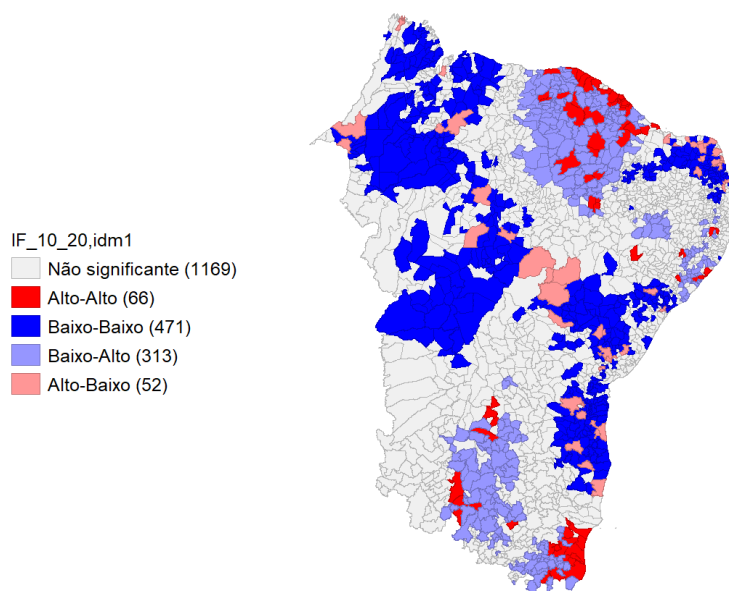 IF_10_20,idm1
Não significante (1169)
Alto-Alto (66)
Baixo-Baixo (471)
Baixo-Alto (313)
Alto-Baixo (52)